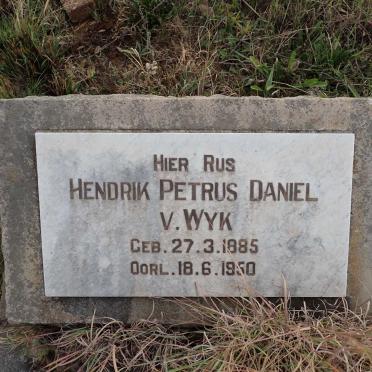 HIER RUS
HENDRIK PETRUS DANIEL
V. WYK
GEB. 27.3.1885
OORL. 18.6.1950